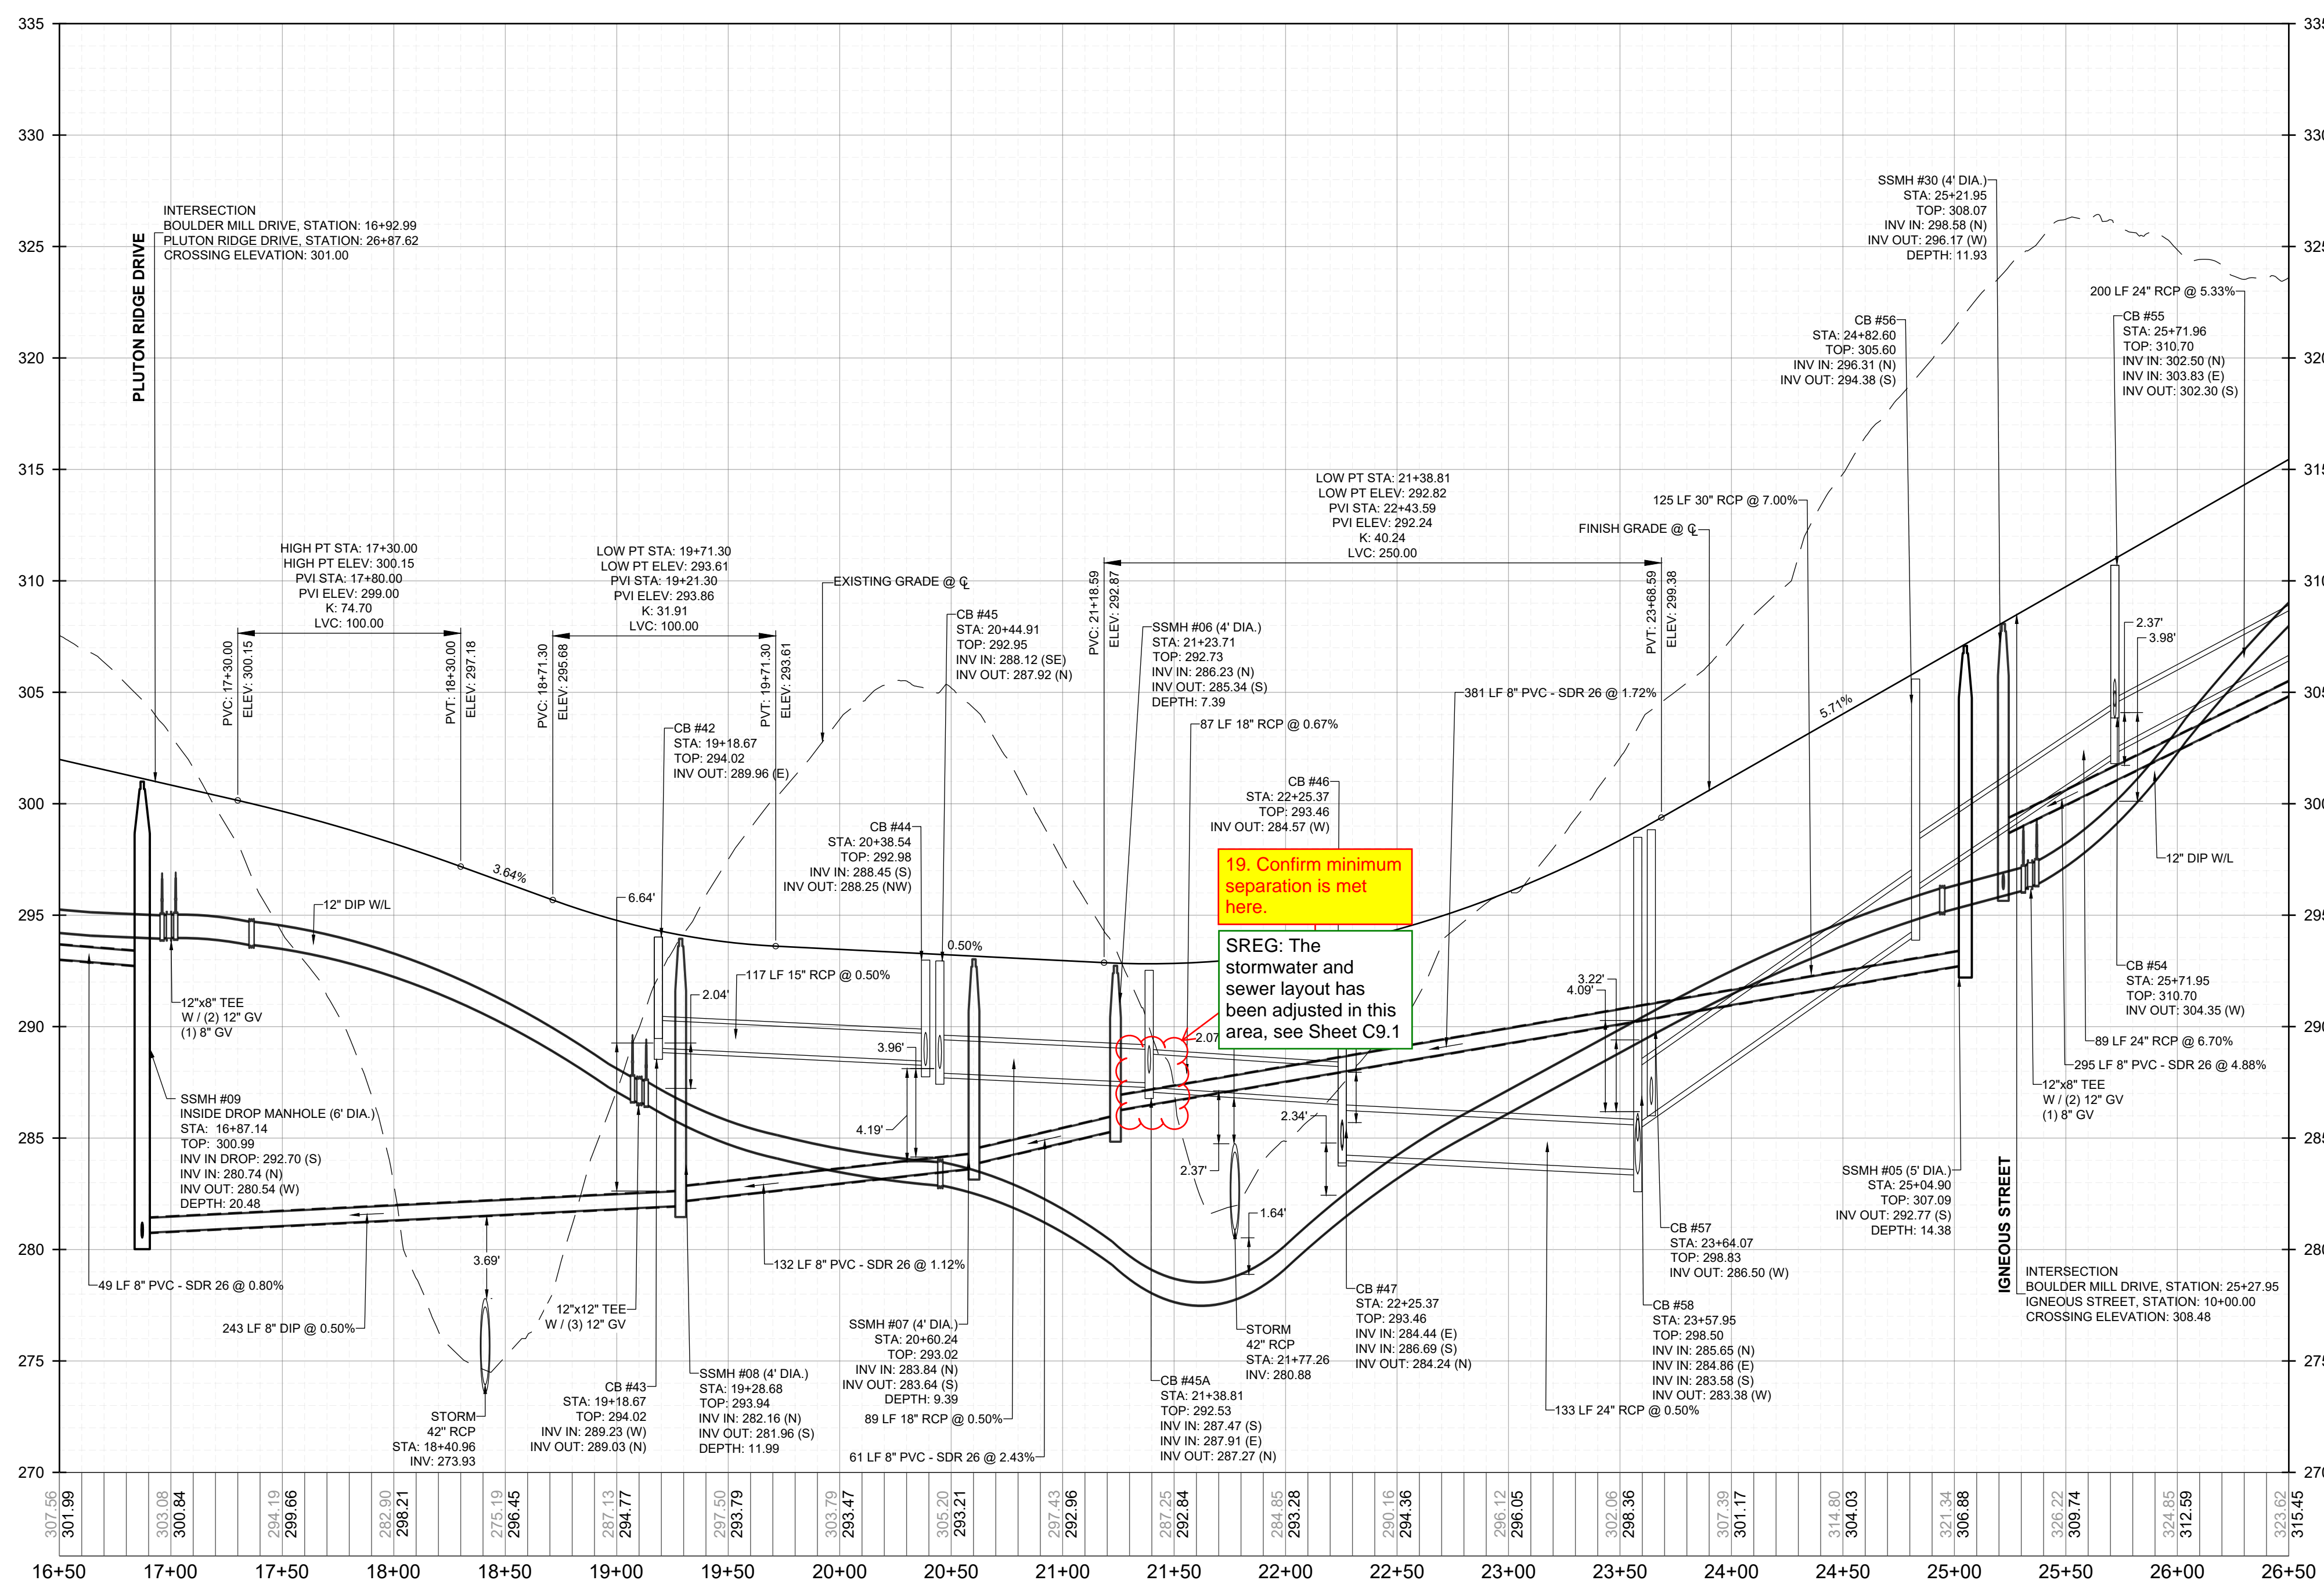 335
330
325
320
315
310
305
300
295
290
285
280
275
270
PLUTON RIDGE DRIVE
INTERSECTION
BOULDER MILL DRIVE, STATION: 16+92.99
PLUTON RIDGE DRIVE, STATION: 26+87.62
CROSSING ELEVATION: 301.00
HIGH PT STA: 17+30.00
HIGH PT ELEV: 300.15
PVI STA: 17+80.00
PVI ELEV: 299.00
K: 74.70
LVC: 100.00
PVC: 17+30.00
ELEV: 300.15
PVT: 18+30.00
ELEV: 297.18
LOW PT STA: 19+71.30
LOW PT ELEV: 293.61
PVI STA: 19+21.30
PVI ELEV: 293.86
K: 31.91
LVC: 100.00
PVC: 18+71.30
ELEV: 295.68
PVT: 19+71.30
ELEV: 293.61
EXISTING GRADE @ ℄
CB #45
STA: 20+44.91
TOP: 292.95
INV IN: 288.12 (SE)
INV OUT: 287.92 (N)
LOW PT STA: 21+38.81
LOW PT ELEV: 292.82
PVI STA: 22+43.59
PVI ELEV: 292.24
K: 40.24
LVC: 250.00
PVC: 21+18.59
ELEV: 292.87
PVT: 23+68.59
ELEV: 299.38
SSMH #06 (4' DIA.)
STA: 21+23.71
TOP: 292.73
INV IN: 286.23 (N)
INV OUT: 285.34 (S)
DEPTH: 7.39
87 LF 18" RCP @ 0.67%
381 LF 8" PVC - SDR 26 @ 1.72%
125 LF 30" RCP @ 7.00%
FINISH GRADE @ ℄
SSMH #30 (4' DIA.)
STA: 25+21.95
TOP: 308.07
INV IN: 298.58 (N)
INV OUT: 296.17 (W)
DEPTH: 11.93
CB #56
STA: 24+82.60
TOP: 305.60
INV IN: 296.31 (N)
INV OUT: 294.38 (S)
200 LF 24" RCP @ 5.33%
CB #55
STA: 25+71.96
TOP: 310.70
INV IN: 302.50 (N)
INV IN: 303.83 (E)
INV OUT: 302.30 (S)
2.37'
3.98'
5.71%
CB #42
STA: 19+18.67
TOP: 294.02
INV OUT: 289.96 (E)
CB #44
STA: 20+38.54
TOP: 292.98
INV IN: 288.45 (S)
INV OUT: 288.25 (NW)
CB #46
STA: 22+25.37
TOP: 293.46
INV OUT: 284.57 (W)
19. Confirm minimum
separation is met
here.
SREG: The
stormwater and
sewer layout has
been adjusted in this
area, see Sheet C9.1
3.64%
0.50%
12" DIP W/L
6.64'
117 LF 15" RCP @ 0.50%
2.04'
3.96'
4.19'
2.07
2.37'
2.34'
1.64'
3.22'
4.09'
12" DIP W/L
12"x8" TEE
W / (2) 12" GV
(1) 8" GV
SSMH #09
INSIDE DROP MANHOLE (6' DIA.)
STA: 16+87.14
TOP: 300.99
INV IN DROP: 292.70 (S)
INV IN: 280.74 (N)
INV OUT: 280.54 (W)
DEPTH: 20.48
49 LF 8" PVC - SDR 26 @ 0.80%
243 LF 8" DIP @ 0.50%
3.69'
STORM
42" RCP
STA: 18+40.96
INV: 273.93
12"x12" TEE
W / (3) 12" GV
CB #43
STA: 19+18.67
TOP: 294.02
INV IN: 289.23 (W)
INV OUT: 289.03 (N)
SSMH #08 (4' DIA.)
STA: 19+28.68
TOP: 293.94
INV IN: 282.16 (N)
INV OUT: 281.96 (S)
DEPTH: 11.99
132 LF 8" PVC - SDR 26 @ 1.12%
SSMH #07 (4' DIA.)
STA: 20+60.24
TOP: 293.02
INV IN: 283.84 (N)
INV OUT: 283.64 (S)
DEPTH: 9.39
89 LF 18" RCP @ 0.50%
61 LF 8" PVC - SDR 26 @ 2.43%
CB #45A
STA: 21+38.81
TOP: 292.53
INV IN: 287.47 (S)
INV IN: 287.91 (E)
INV OUT: 287.27 (N)
STORM
42" RCP
STA: 21+77.26
INV: 280.88
CB #47
STA: 22+25.37
TOP: 293.46
INV IN: 284.44 (E)
INV IN: 286.69 (S)
INV OUT: 284.24 (N)
133 LF 24" RCP @ 0.50%
CB #57
STA: 23+64.07
TOP: 298.83
INV OUT: 286.50 (W)
CB #58
STA: 23+57.95
TOP: 298.50
INV IN: 285.65 (N)
INV IN: 284.86 (E)
INV IN: 283.58 (S)
INV OUT: 283.38 (W)
SSMH #05 (5' DIA.)
STA: 25+04.90
TOP: 307.09
INV OUT: 292.77 (S)
DEPTH: 14.38
CB #54
STA: 25+71.95
TOP: 310.70
INV OUT: 304.35 (W)
89 LF 24" RCP @ 6.70%
295 LF 8" PVC - SDR 26 @ 4.88%
12"x8" TEE
W / (2) 12" GV
(1) 8" GV
IGNEOUS STREET
INTERSECTION
BOULDER MILL DRIVE, STATION: 25+27.95
IGNEOUS STREET, STATION: 10+00.00
CROSSING ELEVATION: 308.48
307.56 301.99
303.08 300.84
294.19 299.66
282.90 298.21
275.19 296.45
287.13 294.77
297.50 293.79
303.79 293.47
305.20 293.21
297.43 292.96
287.25 292.84
284.85 293.28
290.16 294.36
296.12 296.05
302.06 298.36
307.39 301.17
314.80 304.03
321.34 306.88
326.22 309.74
324.85 312.59
323.62 315.45
16+50 17+00 17+50 18+00 18+50 19+00 19+50 20+00 20+50 21+00 21+50 22+00 22+50 23+00 23+50 24+00 24+50 25+00 25+50 26+00 26+50